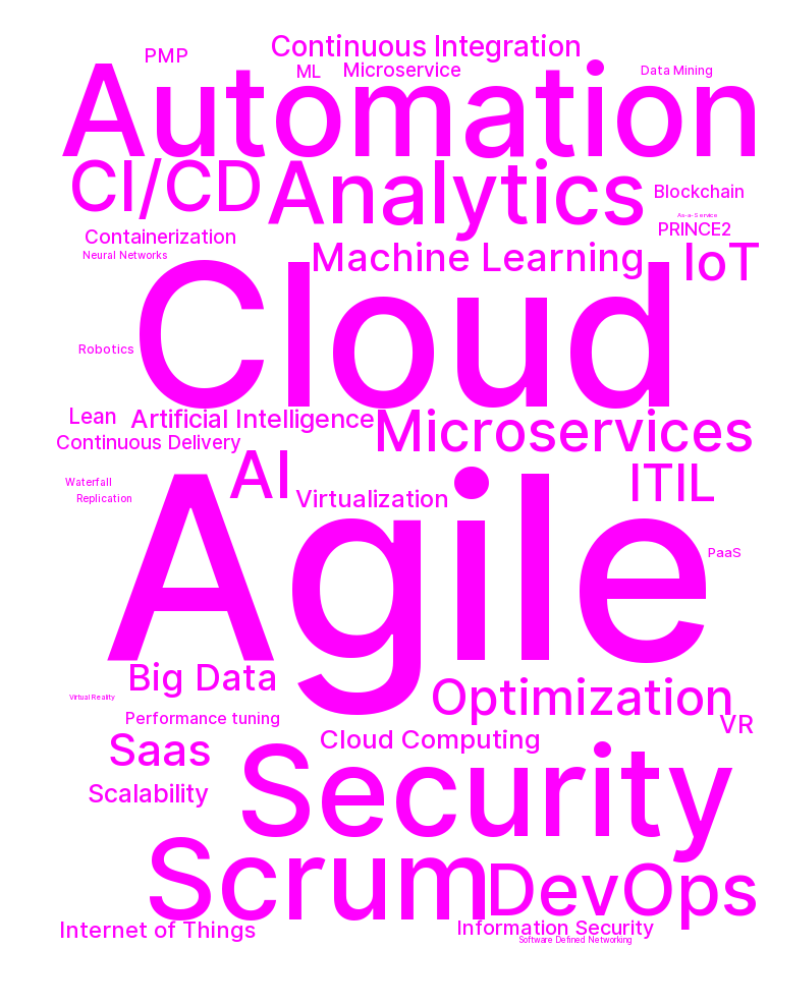 Continuous Integration
PMP
ML
Microservice
Data Mining
Automation
CI/CD
Analytics
Blockchain
As-a-Service
PRINCE2
Containerization
Neural Networks
Machine Learning
IoT
Cloud
Robotics
Lean
Artificial Intelligence
Microservices
Continuous Delivery
AI
ITIL
Waterfall
Replication
Virtualization
Agile
PaaS
Big Data
Virtual Reality
Optimization
Performance tuning
VR
Saas
Cloud Computing
Security
Scalability
Scrum
DevOps
Internet of Things
Information Security
Software Defined Networking